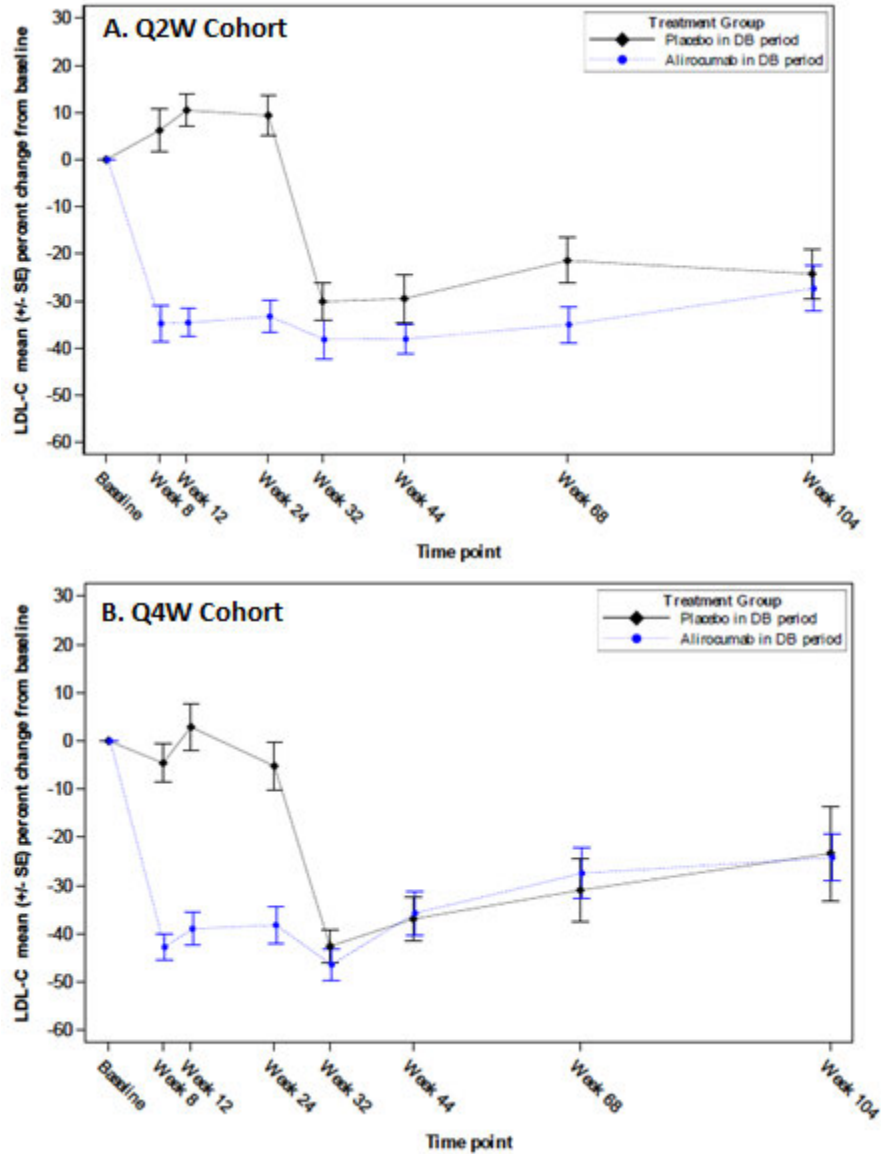 A. Q2W Cohort
Treatment Group
Placebo in DB period
Alirocumab in DB period
LDL-C mean (+/- SE) percent change from baseline
30
20
10
0
-10
-20
-30
-40
-50
-60
Baseline
Week 8
Week 12
Week 24
Week 32
Week 44
Week 68
Week 104
Time point
B. Q4W Cohort
Treatment Group
Placebo in DB period
Alirocumab in DB period
LDL-C mean (+/- SE) percent change from baseline
30
20
10
0
-10
-20
-30
-40
-50
-60
Baseline
Week 8
Week 12
Week 24
Week 32
Week 44
Week 68
Week 104
Time point